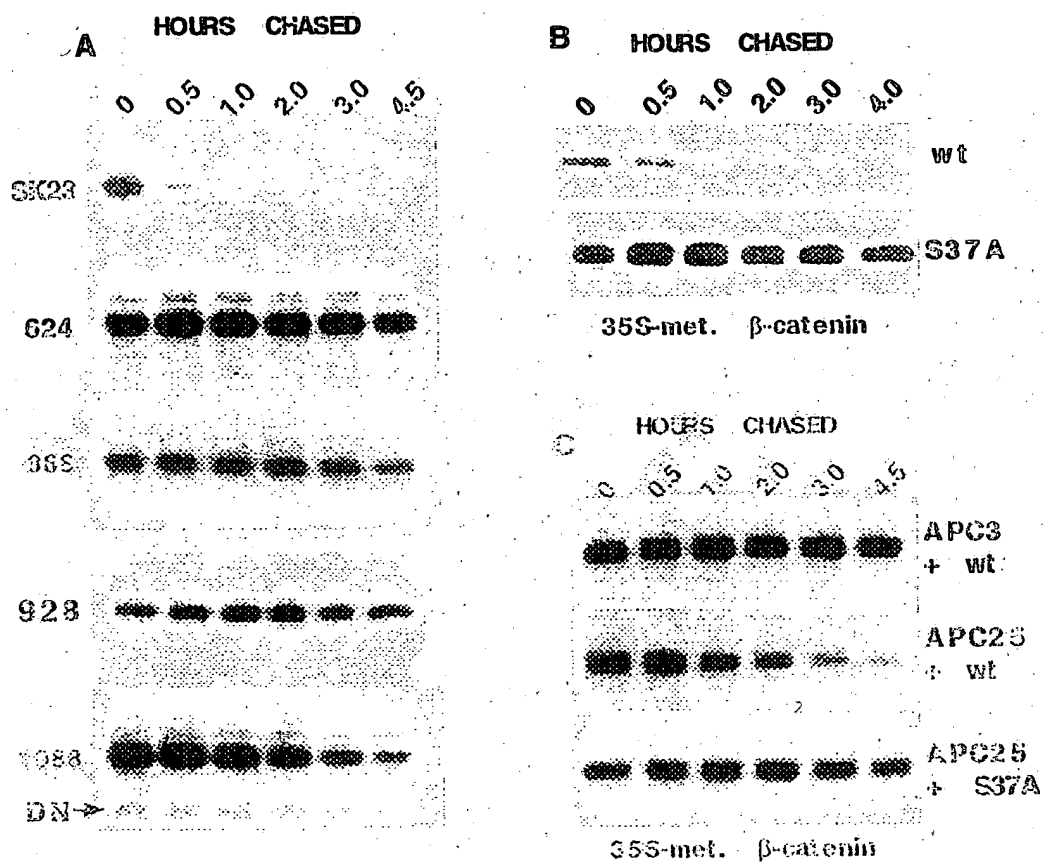 A
HOURS CHASED
0 0.5 1.0 2.0 3.0 4.5
SK23
624
888
928
1088
DN→
B
HOURS CHASED
0 0.5 1.0 2.0 3.0 4.0
wt
S37A
35S-met. β-catenin
C
HOURS CHASED
0 0.5 1.0 2.0 3.0 4.5
APC3
+ wt
APC25
+ wt
APC25
+ S37A
35S-met. β-catenin